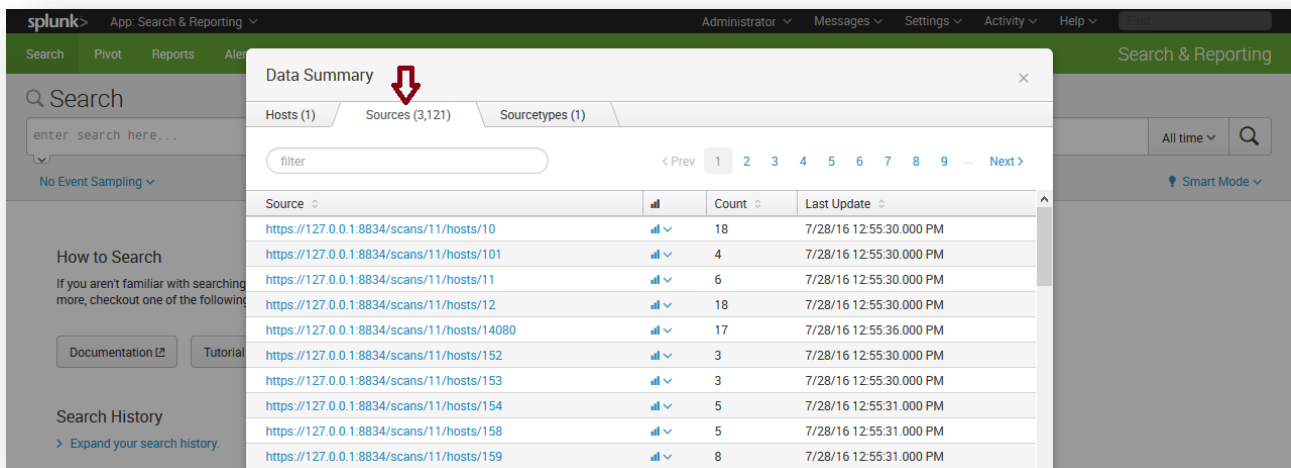 splunk> App: Search & Reporting Administrator Messages Settings Activity Help Find
Search Pivot Reports Aler Search & Reporting
Data Summary
Search
Hosts (1) Sources (3,121) Sourcetypes (1)
enter search here... All time
filter < Prev 1 2 3 4 5 6 7 8 9 ... Next >
No Event Sampling Smart Mode
Source Count Last Update
https://127.0.0.1:8834/scans/11/hosts/10 18 7/28/16 12:55:30.000 PM
https://127.0.0.1:8834/scans/11/hosts/101 4 7/28/16 12:55:30.000 PM
How to Search
https://127.0.0.1:8834/scans/11/hosts/11 6 7/28/16 12:55:30.000 PM
If you aren't familiar with searching
more, checkout one of the following
https://127.0.0.1:8834/scans/11/hosts/12 18 7/28/16 12:55:30.000 PM
https://127.0.0.1:8834/scans/11/hosts/14080 17 7/28/16 12:55:36.000 PM
Documentation Tutorial
https://127.0.0.1:8834/scans/11/hosts/152 3 7/28/16 12:55:30.000 PM
https://127.0.0.1:8834/scans/11/hosts/153 3 7/28/16 12:55:30.000 PM
https://127.0.0.1:8834/scans/11/hosts/154 5 7/28/16 12:55:31.000 PM
Search History
https://127.0.0.1:8834/scans/11/hosts/158 5 7/28/16 12:55:31.000 PM
> Expand your search history.
https://127.0.0.1:8834/scans/11/hosts/159 8 7/28/16 12:55:31.000 PM